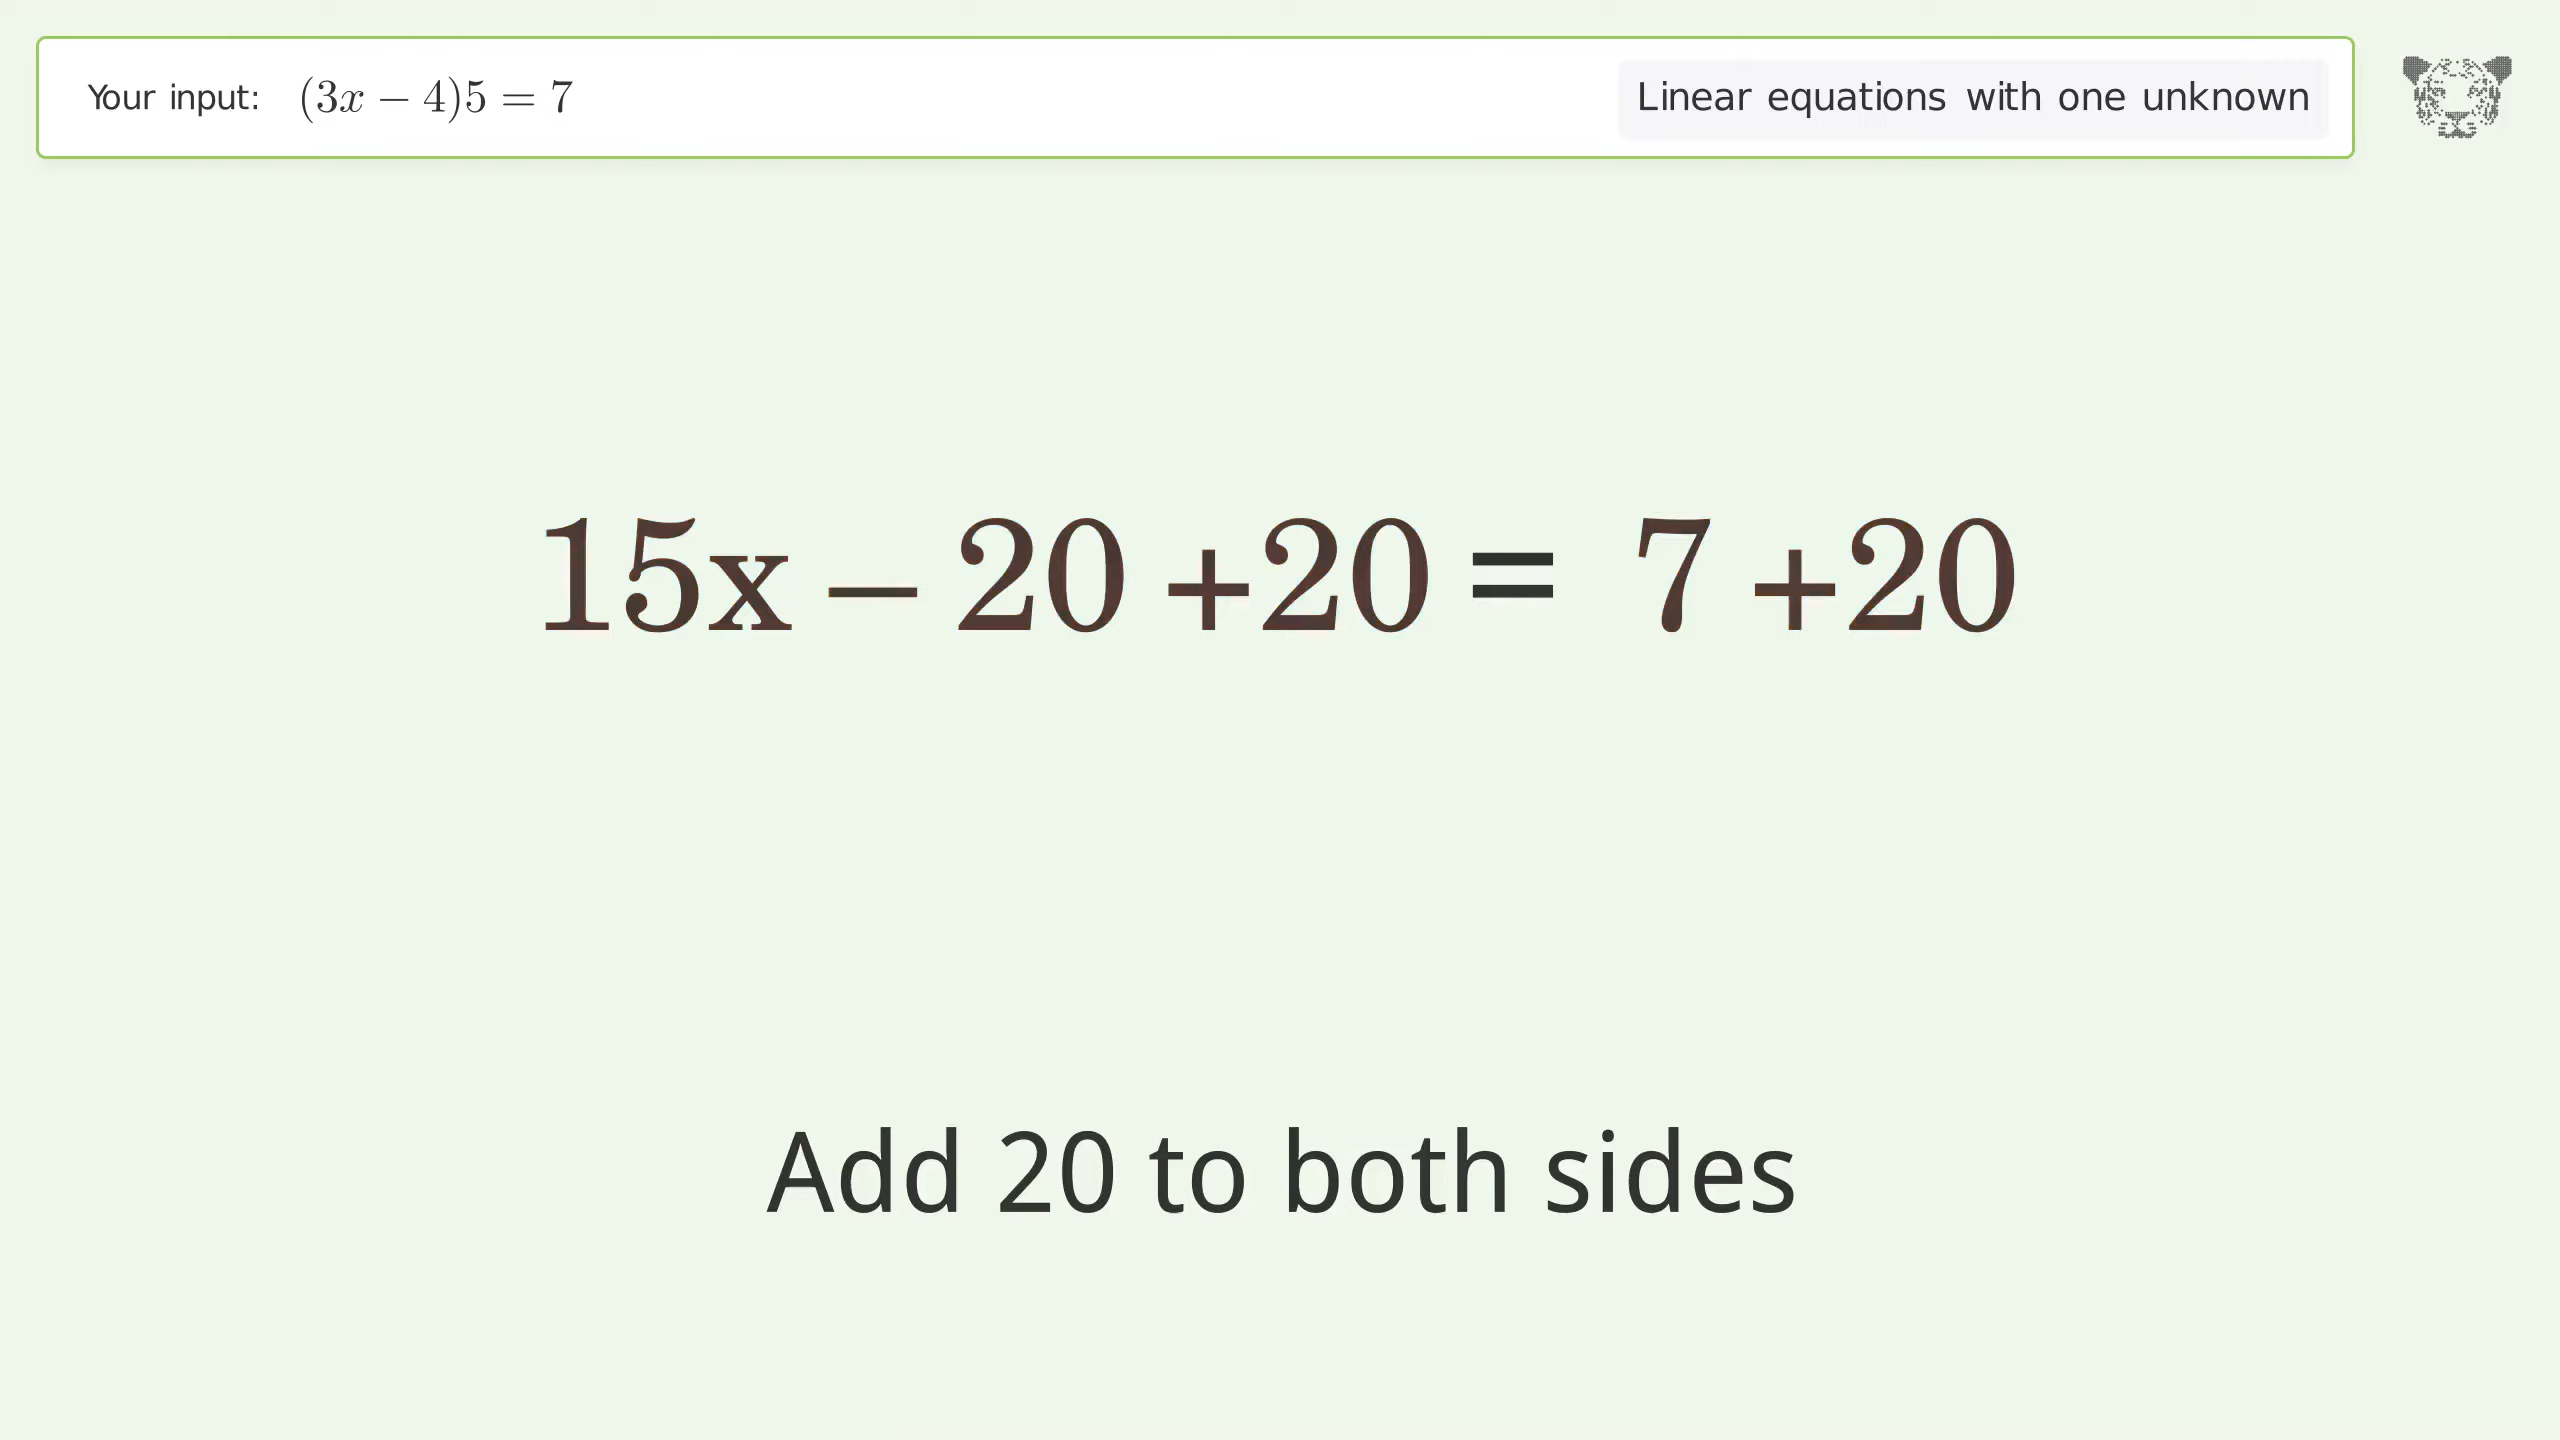 Your input: (3x − 4)5 = 7
Linear equations with one unknown
15x − 20 +20 = 7 +20
Add 20 to both sides